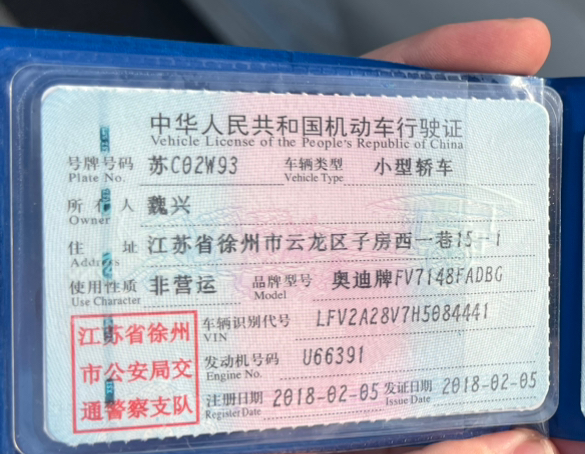 中华人民共和国机动车行驶证
Vehicle License of the People's Republic of China
号牌号码 苏C02W93 车辆类型 小型轿车
Plate No. Vehicle Type
所有人 魏兴
Owner
住址 江苏省徐州市云龙区子房西一巷15-1
Address
使用性质 非营运 品牌型号 奥迪牌FV7148FADBG
Use Character Model
车辆识别代号 LFV2A28V7H5084441
VIN
发动机号码 U66391
Engine No.
注册日期 2018-02-05 发证日期 2018-02-05
Register Date Issue Date
江苏省徐州
市公安局交
通警察支队